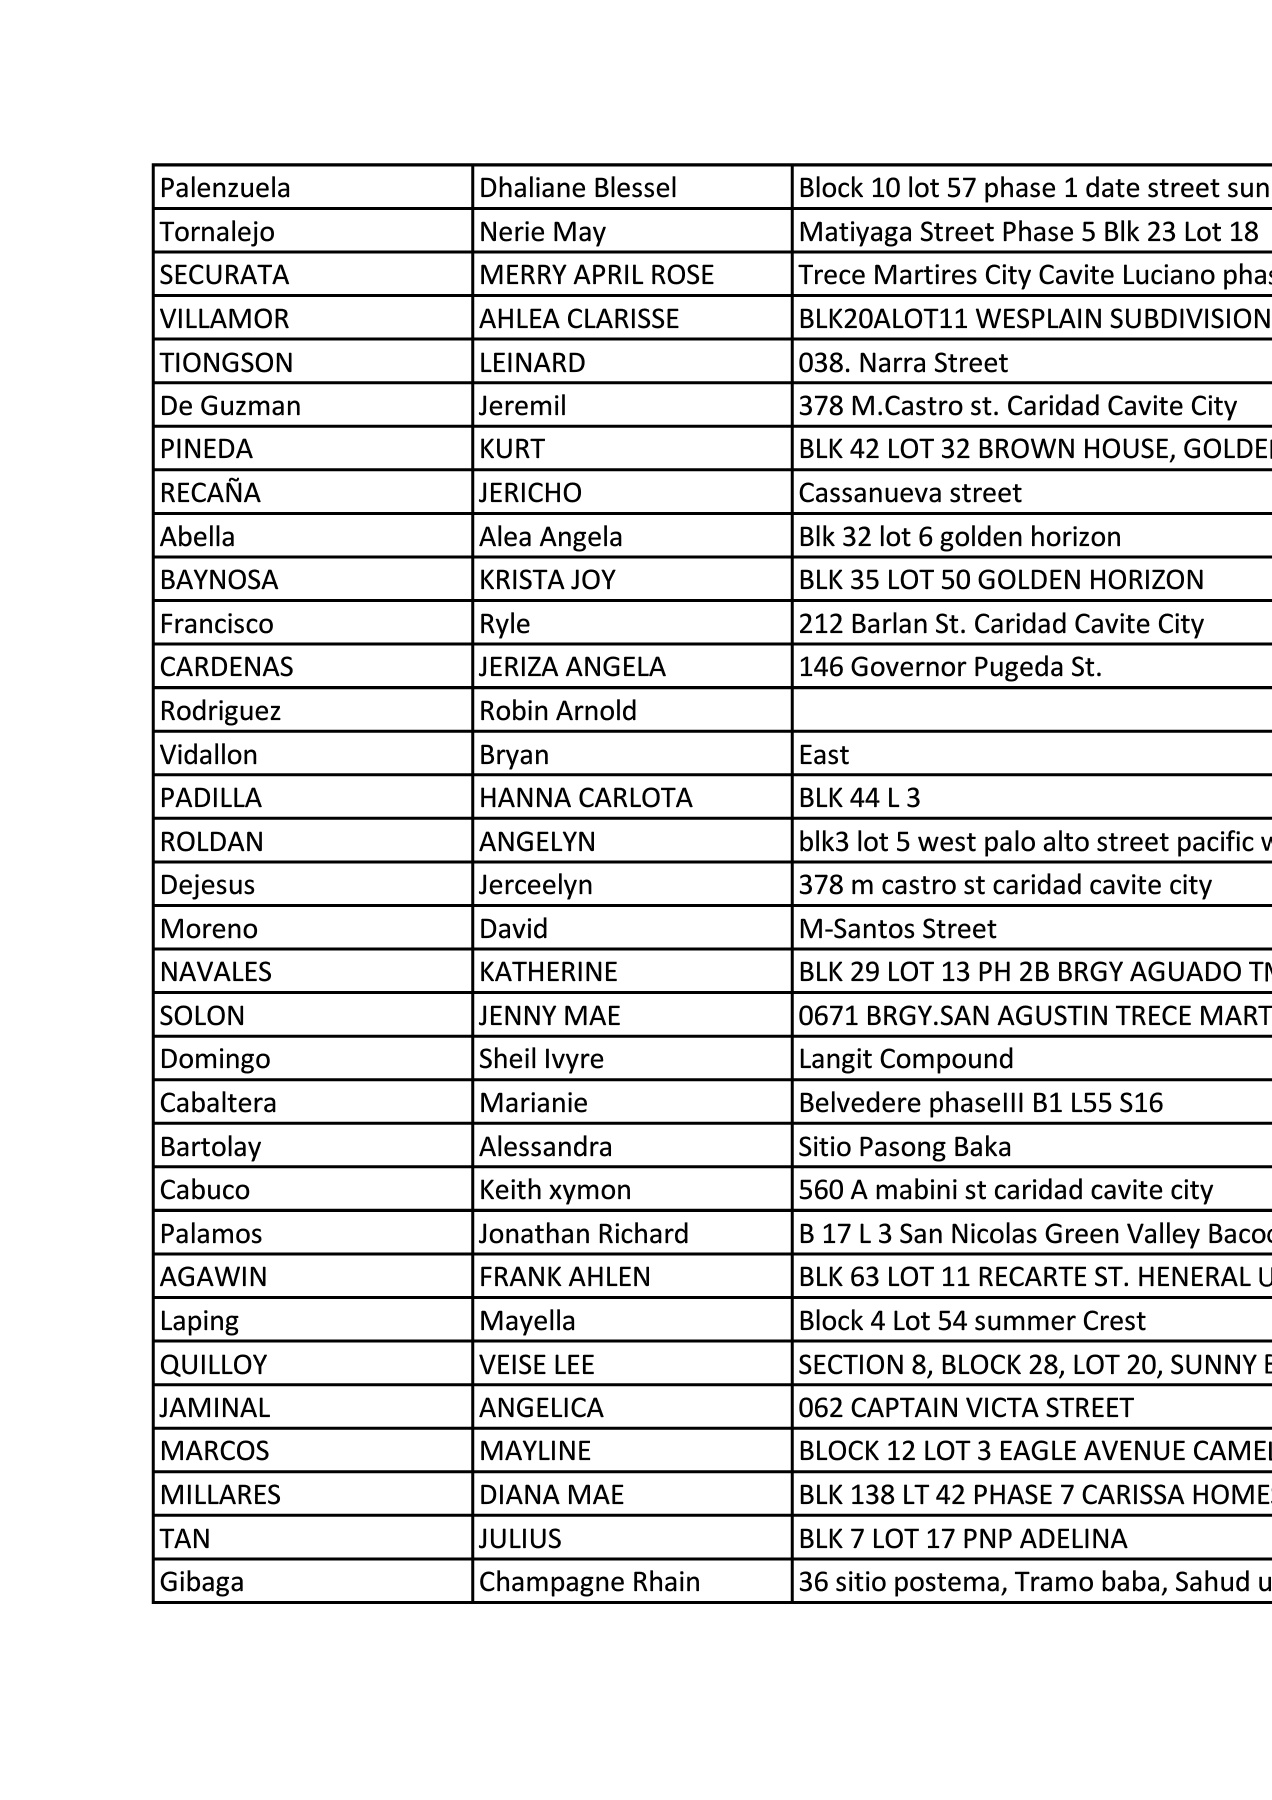 Palenzuela Dhaliane Blessel Block 10 lot 57 phase 1 date street sun
Tornalejo Nerie May Matiyaga Street Phase 5 Blk 23 Lot 18
SECURATA MERRY APRIL ROSE Trece Martires City Cavite Luciano phas
VILLAMOR AHLEA CLARISSE BLK20ALOT11 WESPLAIN SUBDIVISION
TIONGSON LEINARD 038. Narra Street
De Guzman Jeremil 378 M.Castro st. Caridad Cavite City
PINEDA KURT BLK 42 LOT 32 BROWN HOUSE, GOLDE
RECAÑA JERICHO Cassanueva street
Abella Alea Angela Blk 32 lot 6 golden horizon
BAYNOSA KRISTA JOY BLK 35 LOT 50 GOLDEN HORIZON
Francisco Ryle 212 Barlan St. Caridad Cavite City
CARDENAS JERIZA ANGELA 146 Governor Pugeda St.
Rodriguez Robin Arnold
Vidallon Bryan East
PADILLA HANNA CARLOTA BLK 44 L 3
ROLDAN ANGELYN blk3 lot 5 west palo alto street pacific w
Dejesus Jerceelyn 378 m castro st caridad cavite city
Moreno David M-Santos Street
NAVALES KATHERINE BLK 29 LOT 13 PH 2B BRGY AGUADO TM
SOLON JENNY MAE 0671 BRGY.SAN AGUSTIN TRECE MART
Domingo Sheil Ivyre Langit Compound
Cabaltera Marianie Belvedere phaseIII B1 L55 S16
Bartolay Alessandra Sitio Pasong Baka
Cabuco Keith xymon 560 A mabini st caridad cavite city
Palamos Jonathan Richard B 17 L 3 San Nicolas Green Valley Bacoo
AGAWIN FRANK AHLEN BLK 63 LOT 11 RECARTE ST. HENERAL U
Laping Mayella Block 4 Lot 54 summer Crest
QUILLOY VEISE LEE SECTION 8, BLOCK 28, LOT 20, SUNNY B
JAMINAL ANGELICA 062 CAPTAIN VICTA STREET
MARCOS MAYLINE BLOCK 12 LOT 3 EAGLE AVENUE CAMEL
MILLARES DIANA MAE BLK 138 LT 42 PHASE 7 CARISSA HOMES
TAN JULIUS BLK 7 LOT 17 PNP ADELINA
Gibaga Champagne Rhain 36 sitio postema, Tramo baba, Sahud u